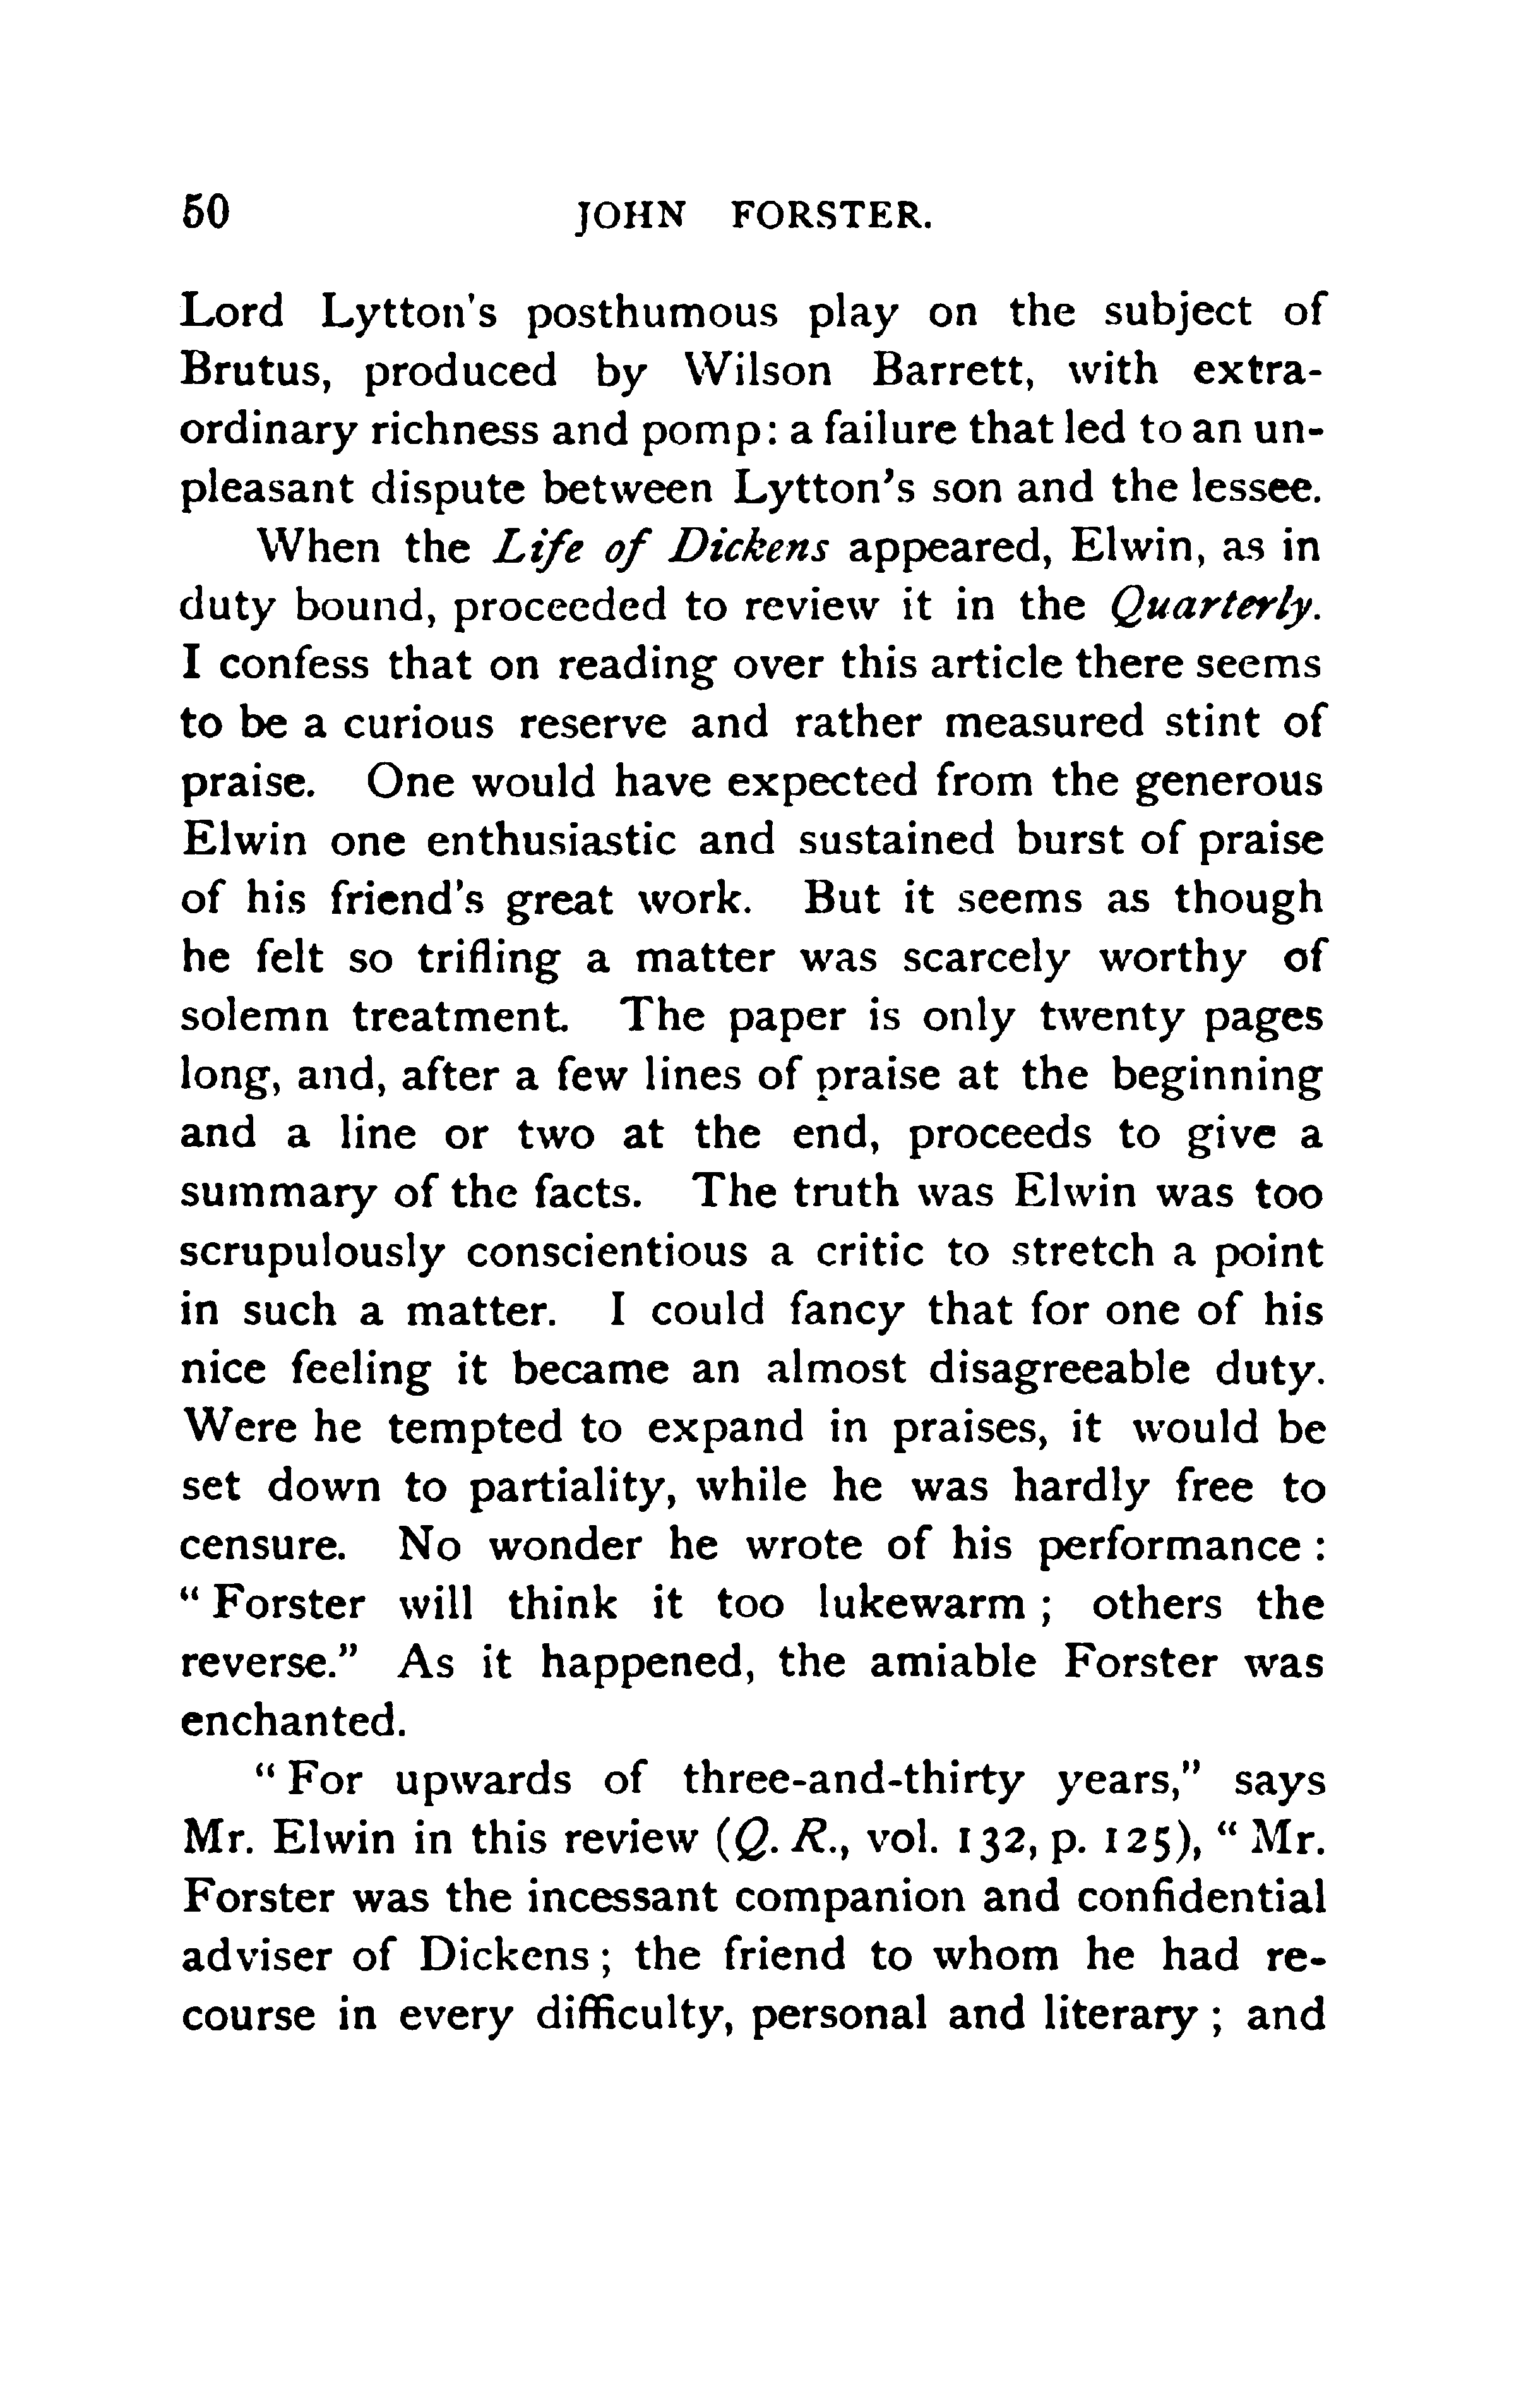 50 JOHN FORSTER.
Lord Lytton's posthumous play on the subject of
Brutus, produced by Wilson Barrett, with extra-
ordinary richness and pomp: a failure that led to an un-
pleasant dispute between Lytton's son and the lessee.
When the Life of Dickens appeared, Elwin, as in
duty bound, proceeded to review it in the Quarterly.
I confess that on reading over this article there seems
to be a curious reserve and rather measured stint of
praise. One would have expected from the generous
Elwin one enthusiastic and sustained burst of praise
of his friend's great work. But it seems as though
he felt so trifling a matter was scarcely worthy of
solemn treatment. The paper is only twenty pages
long, and, after a few lines of praise at the beginning
and a line or two at the end, proceeds to give a
summary of the facts. The truth was Elwin was too
scrupulously conscientious a critic to stretch a point
in such a matter. I could fancy that for one of his
nice feeling it became an almost disagreeable duty.
Were he tempted to expand in praises, it would be
set down to partiality, while he was hardly free to
censure. No wonder he wrote of his performance :
“ Forster will think it too lukewarm ; others the
reverse.” As it happened, the amiable Forster was
enchanted.
“ For upwards of three-and-thirty years,” says
Mr. Elwin in this review (Q. R., vol. 132, p. 125), “ Mr.
Forster was the incessant companion and confidential
adviser of Dickens ; the friend to whom he had re-
course in every difficulty, personal and literary ; and